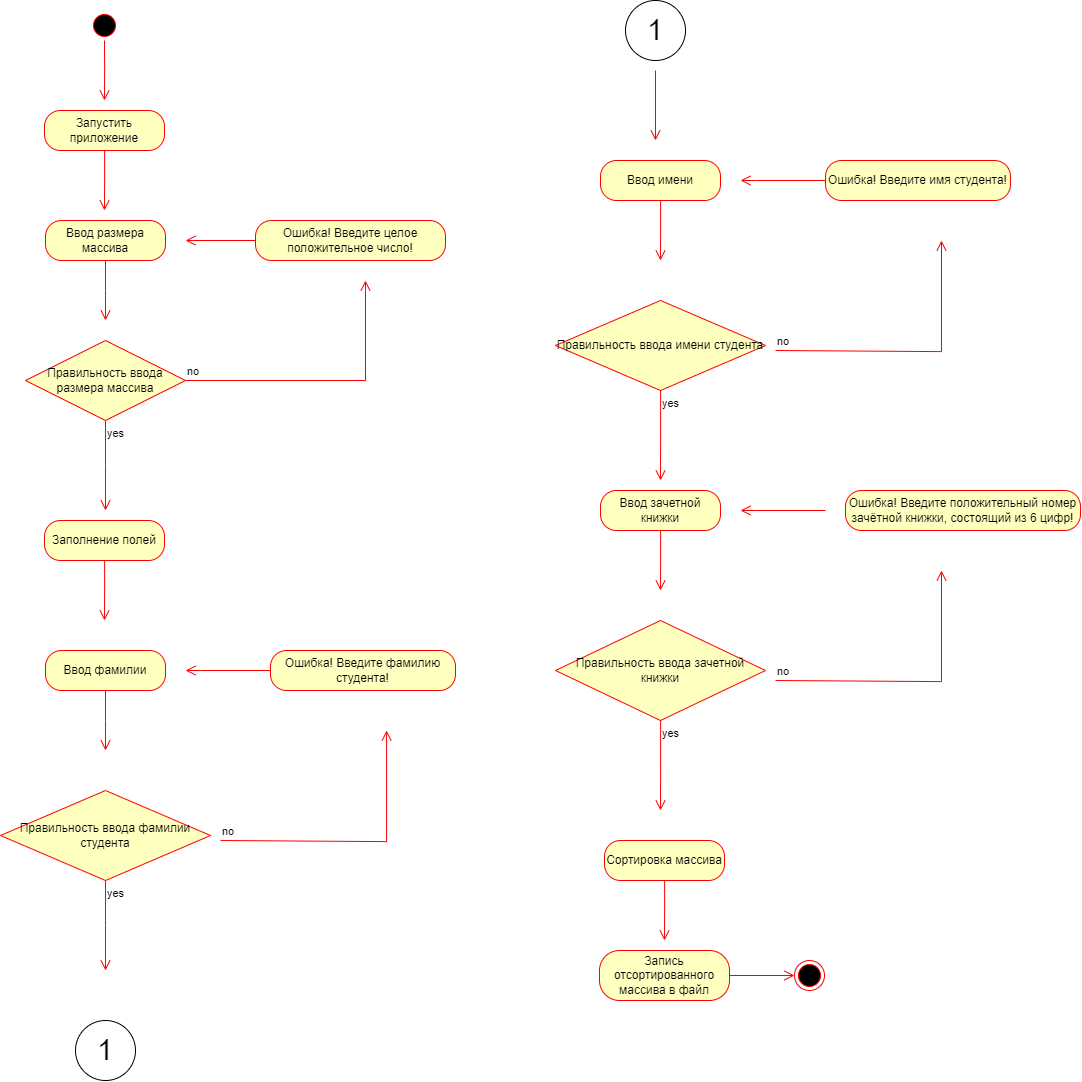 Запустить
приложение
Ввод размера
массива
Ошибка! Введите целое
положительное число!
Правильность ввода
размера массива
no
yes
Заполнение полей
Ввод фамилии
Ошибка! Введите фамилию
студента!
Правильность ввода фамилии
студента
no
yes
1
1
Ввод имени
Ошибка! Введите имя студента!
Правильность ввода имени студента
no
yes
Ввод зачетной
книжки
Ошибка! Введите положительный номер
зачётной книжки, состоящий из 6 цифр!
Правильность ввода зачетной
книжки
no
yes
Сортировка массива
Запись
отсортированного
массива в файл